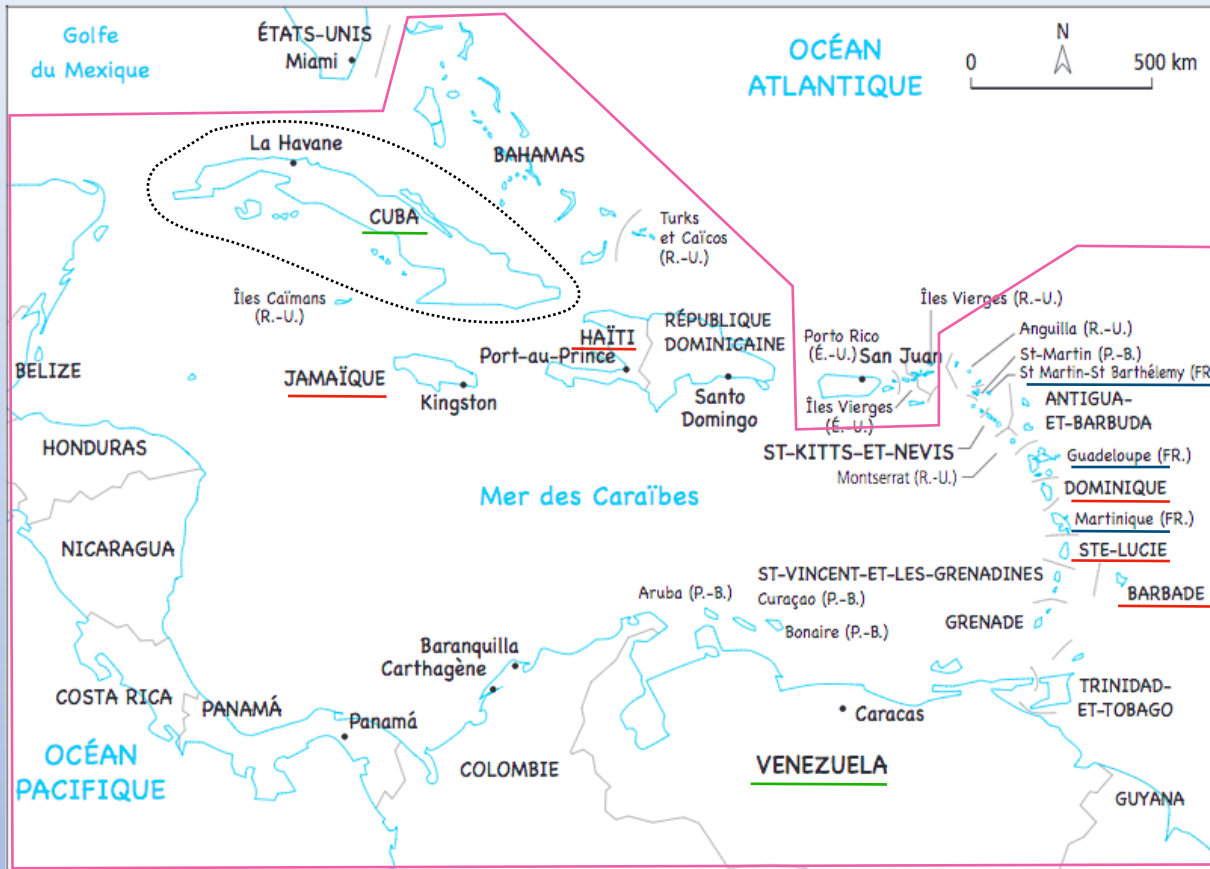 Golfe
du Mexique
ÉTATS-UNIS
Miami
OCÉAN
ATLANTIQUE
N
0
500 km
La Havane
BAHAMAS
CUBA
Turks
et Caïcos
(R.-U.)
Îles Caïmans
(R.-U.)
Îles Vierges (R.-U.)
HAÏTI
RÉPUBLIQUE
DOMINICAINE
Porto Rico
(É.-U.)
San Juan
Anguilla (R.-U.)
St-Martin (P.-B.)
St Martin-St Barthélemy (FR
BELIZE
JAMAÏQUE
Port-au-Prince
Kingston
Santo
Domingo
Îles Vierges
(É.-U.)
ANTIGUA-
ET-BARBUDA
HONDURAS
ST-KITTS-ET-NEVIS
Montserrat (R.-U.)
Guadeloupe (FR.)
DOMINIQUE
Mer des Caraïbes
Martinique (FR.)
NICARAGUA
STE-LUCIE
ST-VINCENT-ET-LES-GRENADINES
BARBADE
Aruba (P.-B.)
Curaçao (P.-B.)
Bonaire (P.-B.)
GRENADE
Baranquilla
Carthagène
COSTA RICA
PANAMÁ
Panamá
Caracas
TRINIDAD-
ET-TOBAGO
OCÉAN
PACIFIQUE
COLOMBIE
VENEZUELA
GUYANA